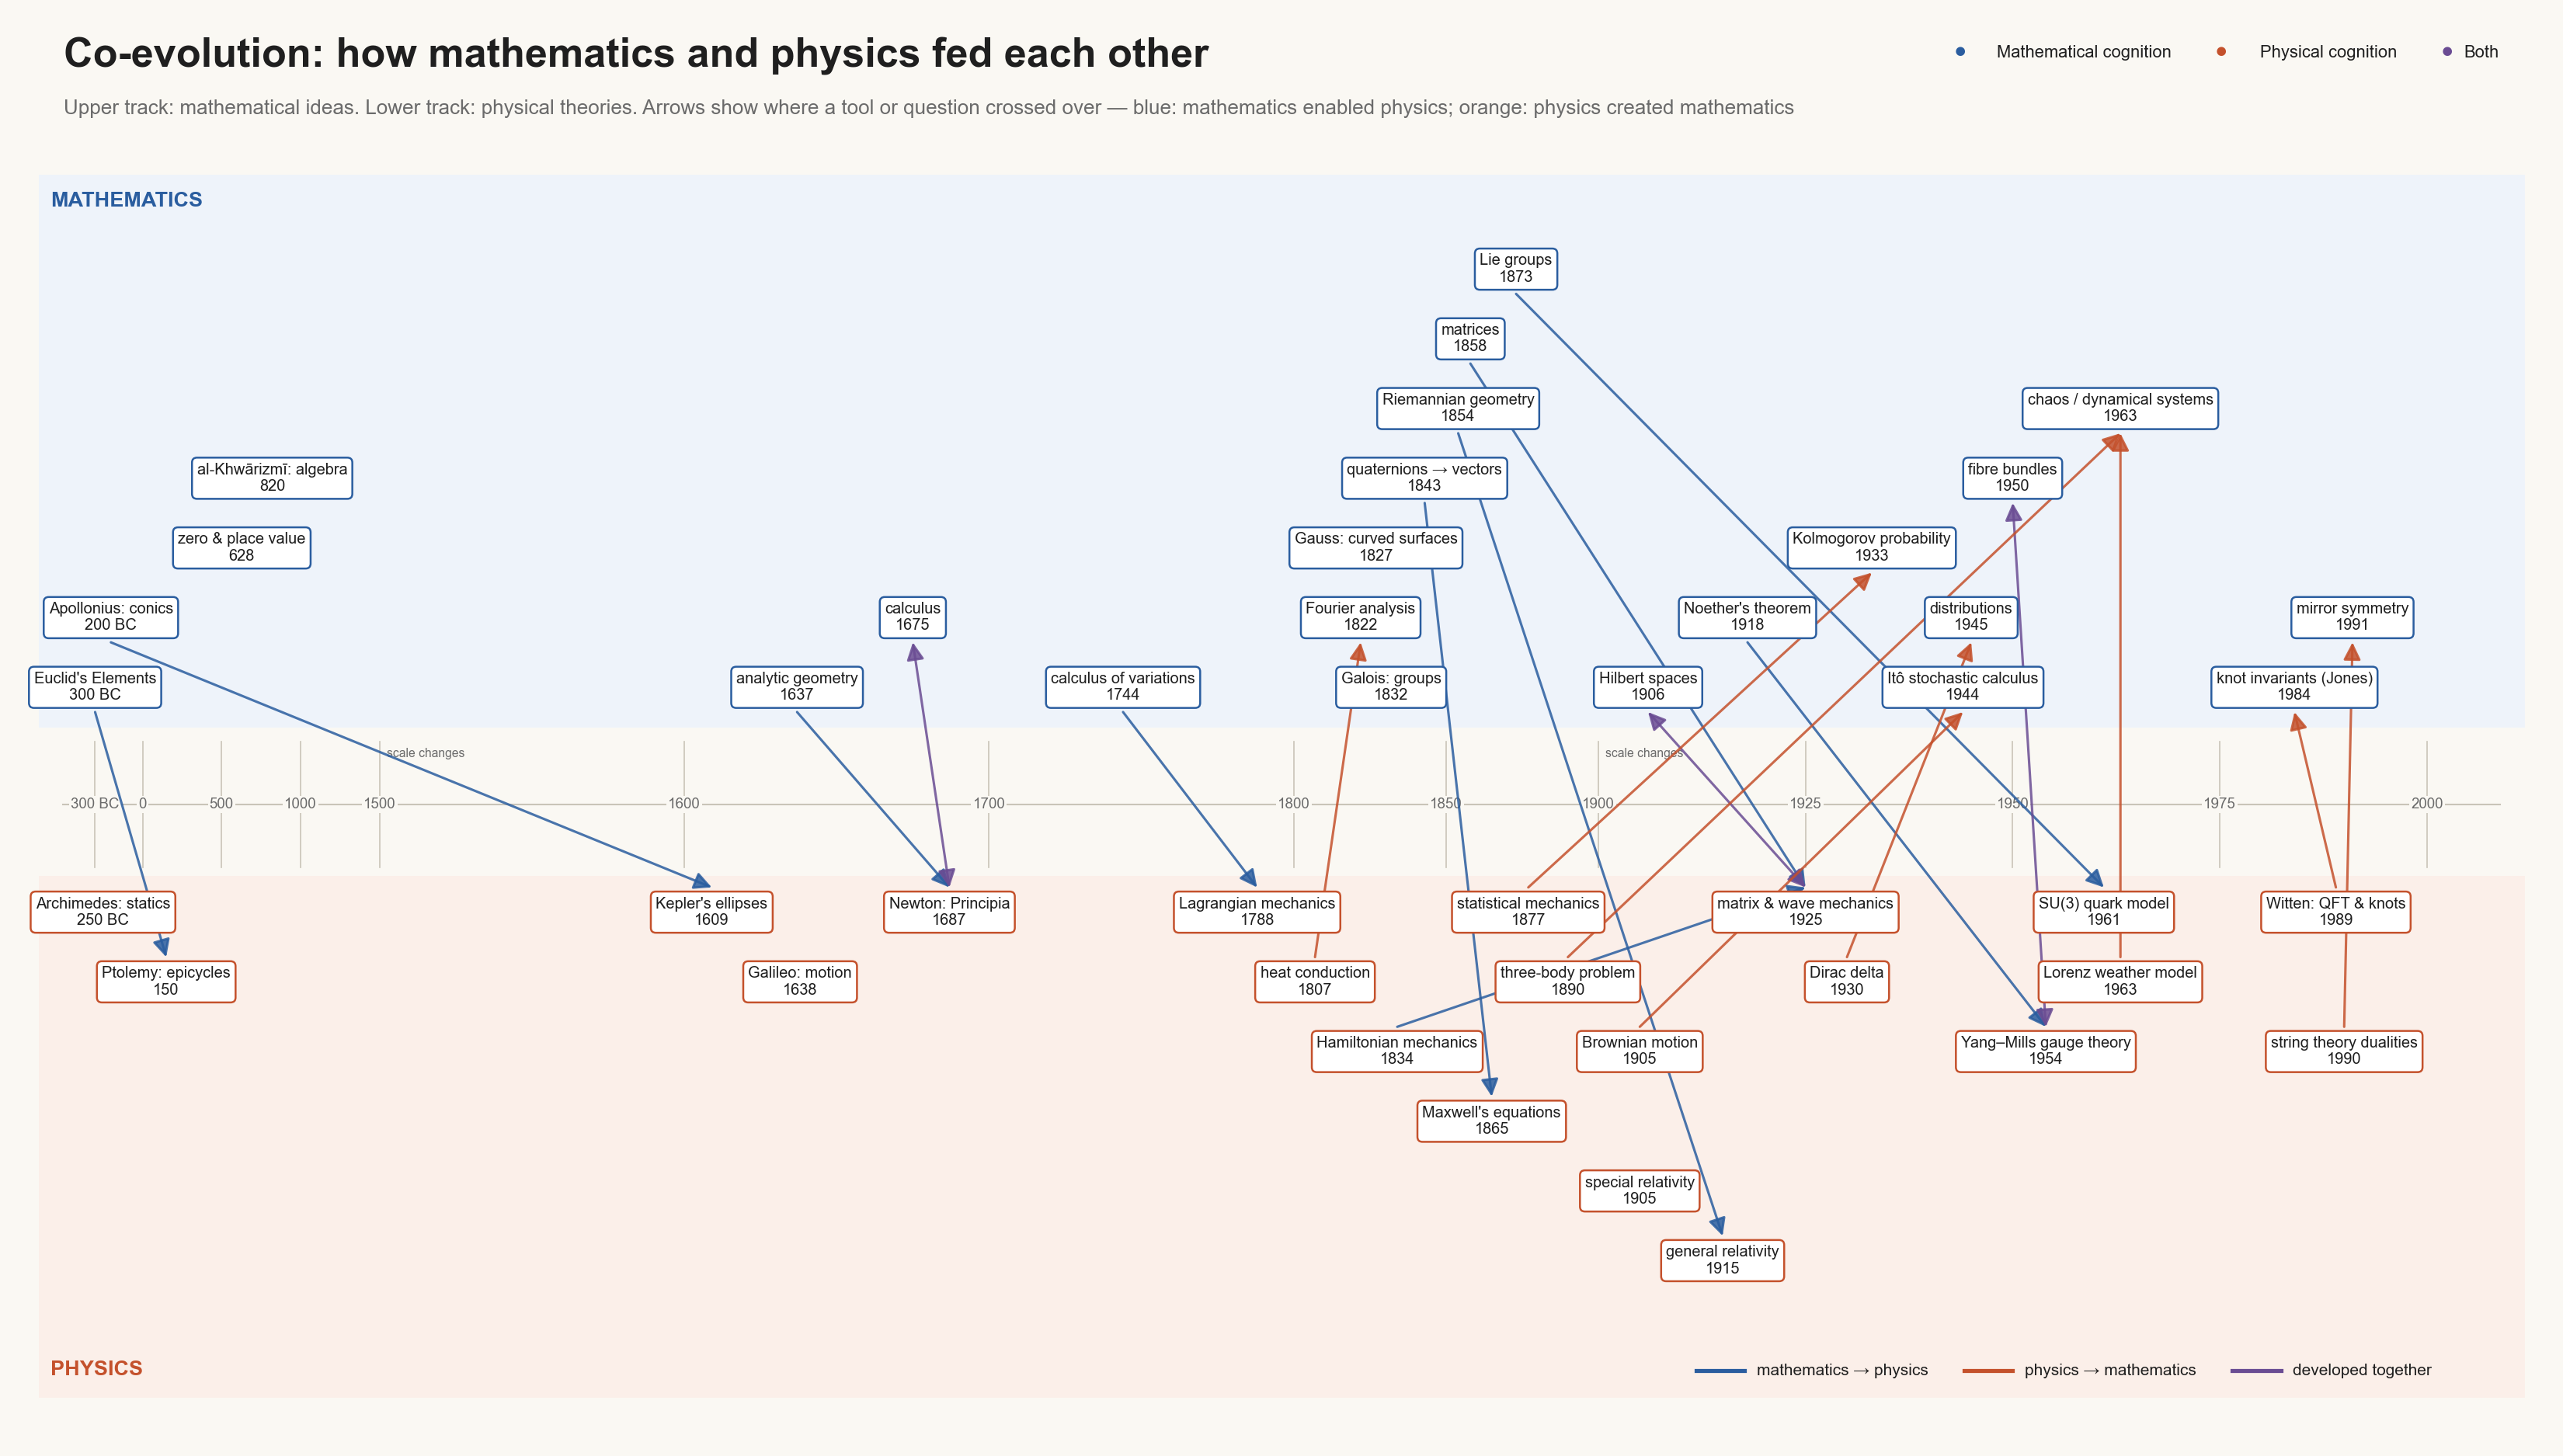 Co-evolution: how mathematics and physics fed each other
Mathematical cognition
Physical cognition
Both
Upper track: mathematical ideas. Lower track: physical theories. Arrows show where a tool or question crossed over — blue: mathematics enabled physics; orange: physics created mathematics
MATHEMATICS
Lie groups
1873
matrices
1858
Riemannian geometry
1854
chaos / dynamical systems
1963
al-Khwārizmī: algebra
820
quaternions → vectors
1843
fibre bundles
1950
zero & place value
628
Gauss: curved surfaces
1827
Kolmogorov probability
1933
Apollonius: conics
200 BC
calculus
1675
Fourier analysis
1822
Noether's theorem
1918
distributions
1945
mirror symmetry
1991
Euclid's Elements
300 BC
analytic geometry
1637
calculus of variations
1744
Galois: groups
1832
Hilbert spaces
1906
Itô stochastic calculus
1944
knot invariants (Jones)
1984
scale changes
scale changes
300 BC
0
500
1000
1500
1600
1700
1800
1850
1900
1925
1950
1975
2000
Archimedes: statics
250 BC
Kepler's ellipses
1609
Newton: Principia
1687
Lagrangian mechanics
1788
statistical mechanics
1877
matrix & wave mechanics
1925
SU(3) quark model
1961
Witten: QFT & knots
1989
Ptolemy: epicycles
150
Galileo: motion
1638
heat conduction
1807
three-body problem
1890
Dirac delta
1930
Lorenz weather model
1963
Hamiltonian mechanics
1834
Brownian motion
1905
Yang–Mills gauge theory
1954
string theory dualities
1990
Maxwell's equations
1865
special relativity
1905
general relativity
1915
PHYSICS
mathematics → physics
physics → mathematics
developed together